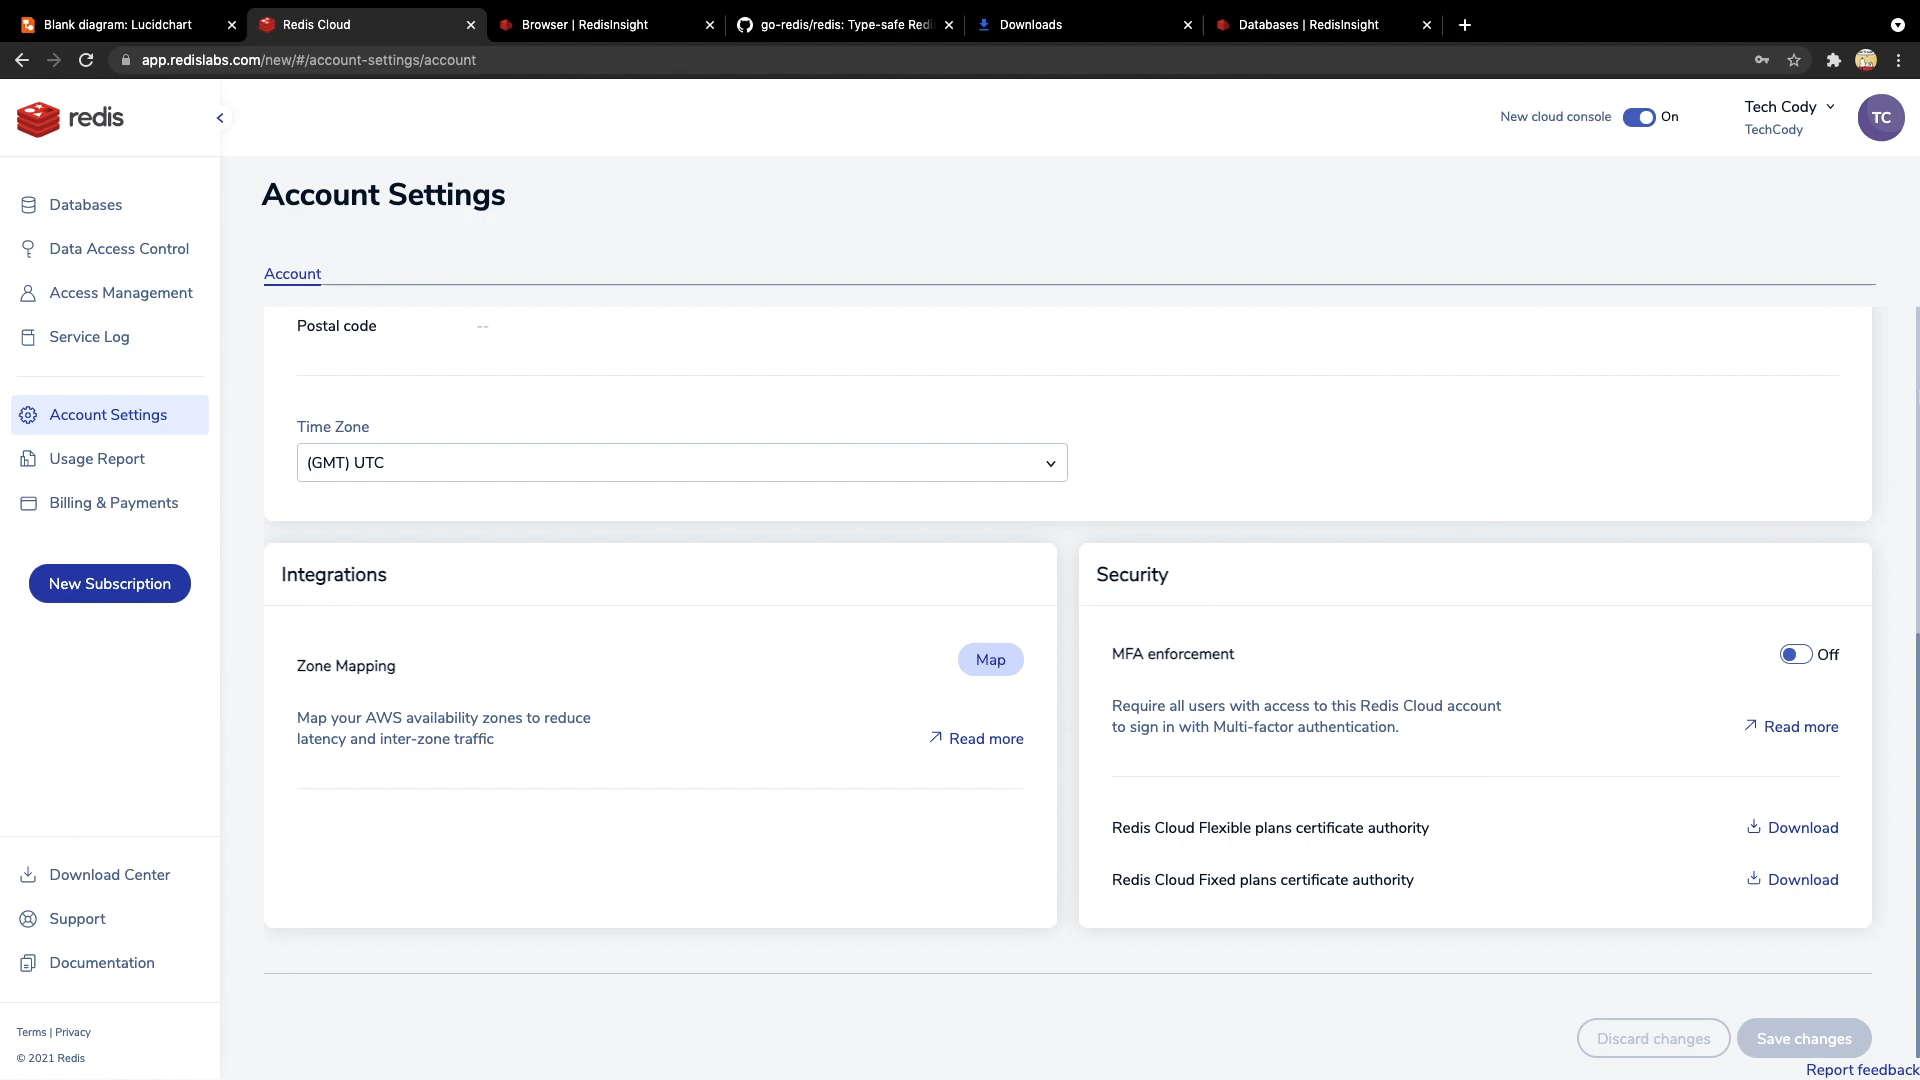 Blank diagram: Lucidchart
Redis Cloud
Browser | RedisInsight
go-redis/redis: Type-safe Redi
Downloads
Databases | RedisInsight
app.redislabs.com/new/#/account-settings/account
redis
New cloud console
On
Tech Cody
TechCody
TC
Databases
Data Access Control
Access Management
Service Log
Account Settings
Usage Report
Billing & Payments
New Subscription
Download Center
Support
Documentation
Terms | Privacy
© 2021 Redis
Account Settings
Account
Postal code --
Time Zone
(GMT) UTC
Integrations
Zone Mapping
Map
Map your AWS availability zones to reduce
latency and inter-zone traffic
Read more
Security
MFA enforcement
Off
Require all users with access to this Redis Cloud account
to sign in with Multi-factor authentication.
Read more
Redis Cloud Flexible plans certificate authority
Download
Redis Cloud Fixed plans certificate authority
Download
Discard changes
Save changes
Report feedback